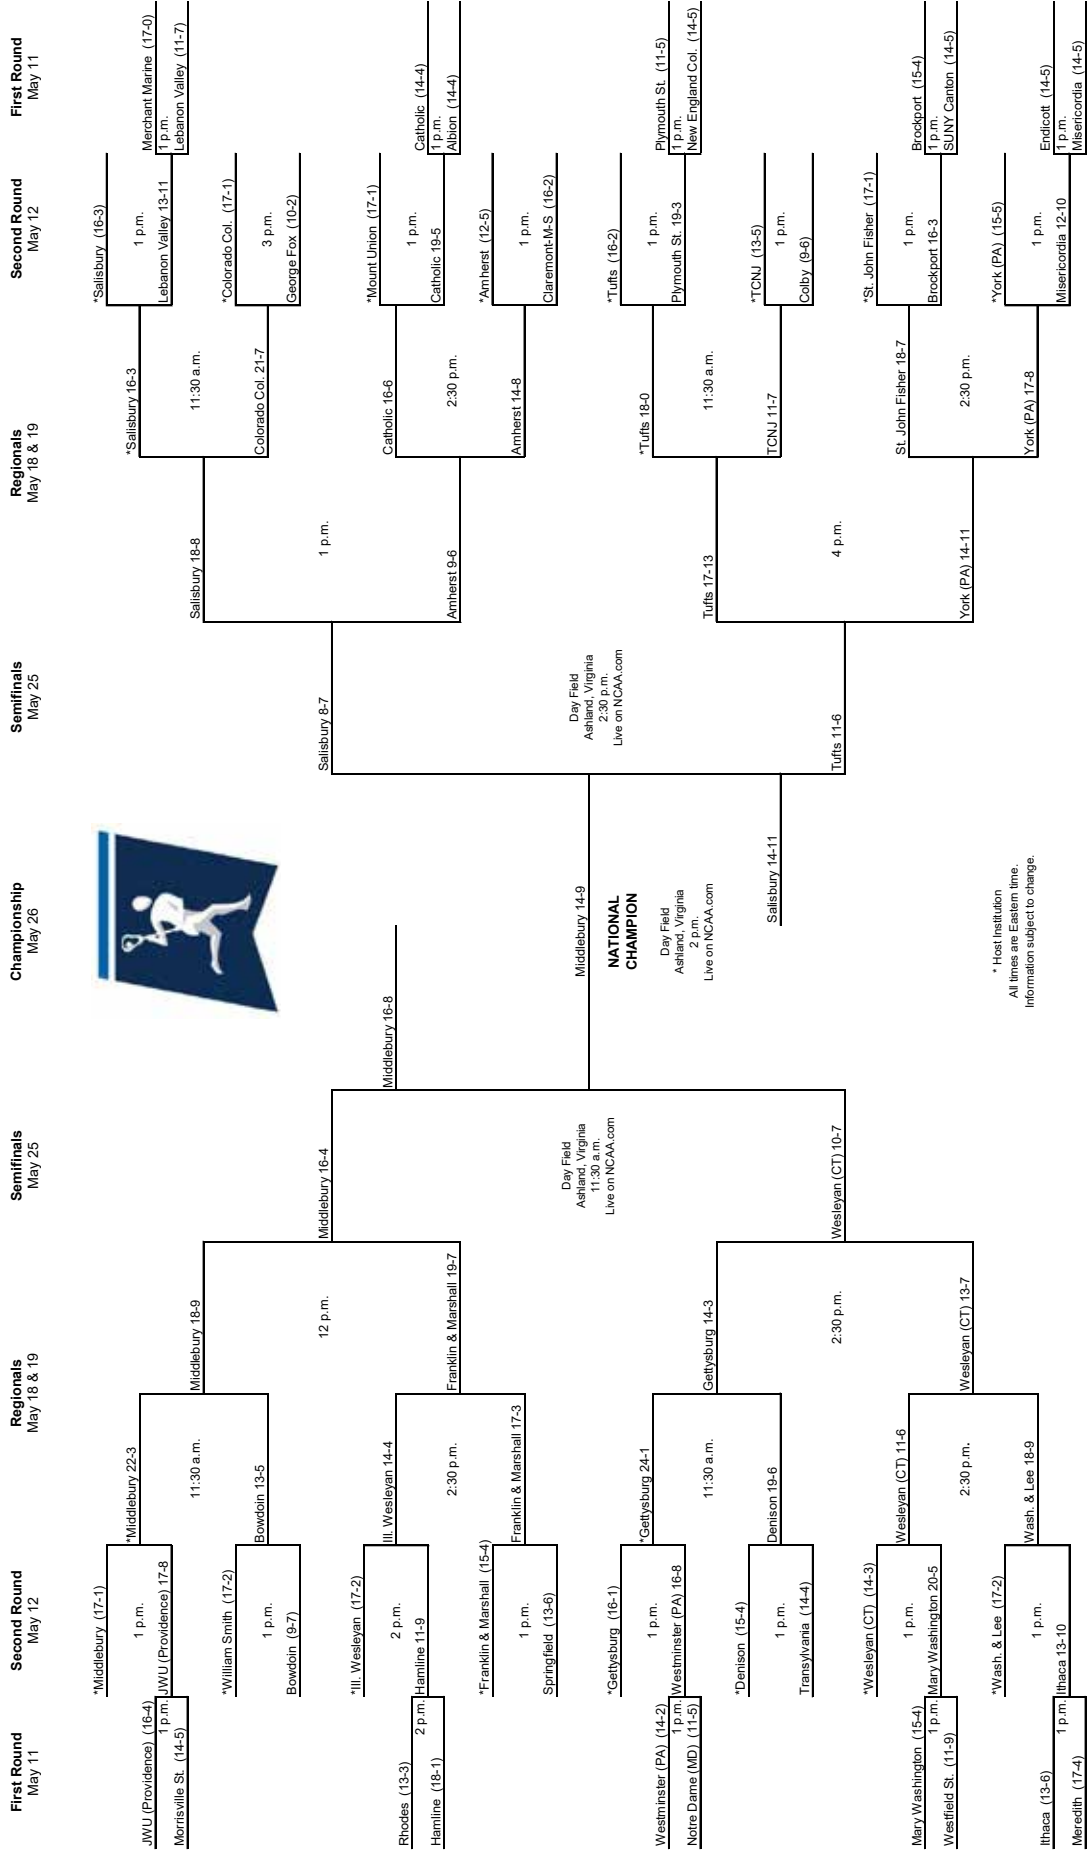 First Round
May 11
Second Round
May 12
Regionals
May 18 & 19
Semifinals
May 25
Championship
May 26
Semifinals
May 25
Regionals
May 18 & 19
Second Round
May 12
First Round
May 11
JWU (Providence) (16-4)
1 p.m.
Morrisville St. (14-5)
Rhodes (13-3)
2 p.m.
Hamline (18-1)
Westminster (PA) (14-2)
1 p.m.
Notre Dame (MD) (11-5)
Mary Washington (15-4)
1 p.m.
Westfield St. (11-9)
Ithaca (13-6)
1 p.m.
Meredith (17-4)
*Middlebury (17-1)
1 p.m.
JWU (Providence) 17-8
*William Smith (17-2)
1 p.m.
Bowdoin (9-7)
*Ill. Wesleyan (17-2)
2 p.m.
Hamline 11-9
*Franklin & Marshall (15-4)
1 p.m.
Springfield (13-6)
*Gettysburg (16-1)
1 p.m.
Westminster (PA) 16-8
*Denison (15-4)
1 p.m.
Transylvania (14-4)
*Wesleyan (CT) (14-3)
1 p.m.
Mary Washington 20-5
*Wash. & Lee (17-2)
1 p.m.
Ithaca 13-10
*Middlebury 22-3
11:30 a.m.
Bowdoin 13-5
Ill. Wesleyan 14-4
2:30 p.m.
Franklin & Marshall 17-3
*Gettysburg 24-1
11:30 a.m.
Denison 19-6
Wesleyan (CT) 11-6
2:30 p.m.
Wash. & Lee 18-9
Middlebury 18-9
12 p.m.
Franklin & Marshall 19-7
Gettysburg 14-3
2:30 p.m.
Wesleyan (CT) 13-7
Middlebury 16-4
Day Field
Ashland, Virginia
11:30 a.m.
Live on NCAA.com
Wesleyan (CT) 10-7
Middlebury 16-8
Middlebury 14-9
NATIONAL
CHAMPION
Day Field
Ashland, Virginia
2 p.m.
Live on NCAA.com
Salisbury 14-11
* Host Institution
All times are Eastern time.
Information subject to change.
Salisbury 8-7
Day Field
Ashland, Virginia
2:30 p.m.
Live on NCAA.com
Tufts 11-6
Salisbury 18-8
1 p.m.
Amherst 9-6
Tufts 17-13
4 p.m.
York (PA) 14-11
*Salisbury 16-3
11:30 a.m.
Colorado Col. 21-7
Catholic 16-6
2:30 p.m.
Amherst 14-8
*Tufts 18-0
11:30 a.m.
TCNJ 11-7
St. John Fisher 18-7
2:30 p.m.
York (PA) 17-8
*Salisbury (16-3)
1 p.m.
Lebanon Valley 13-11
*Colorado Col. (17-1)
3 p.m.
George Fox (10-2)
*Mount Union (17-1)
1 p.m.
Catholic 19-5
*Amherst (12-5)
1 p.m.
Claremont-M-S (16-2)
*Tufts (16-2)
1 p.m.
Plymouth St. 19-3
*TCNJ (13-5)
1 p.m.
Colby (9-6)
*St. John Fisher (17-1)
1 p.m.
Brockport 16-3
*York (PA) (15-5)
1 p.m.
Misericordia 12-10
Merchant Marine (17-0)
1 p.m.
Lebanon Valley (11-7)
Catholic (14-4)
1 p.m.
Albion (14-4)
Plymouth St. (11-5)
1 p.m.
New England Col. (14-5)
Brockport (15-4)
1 p.m.
SUNY Canton (14-5)
Endicott (14-5)
1 p.m.
Misericordia (14-5)